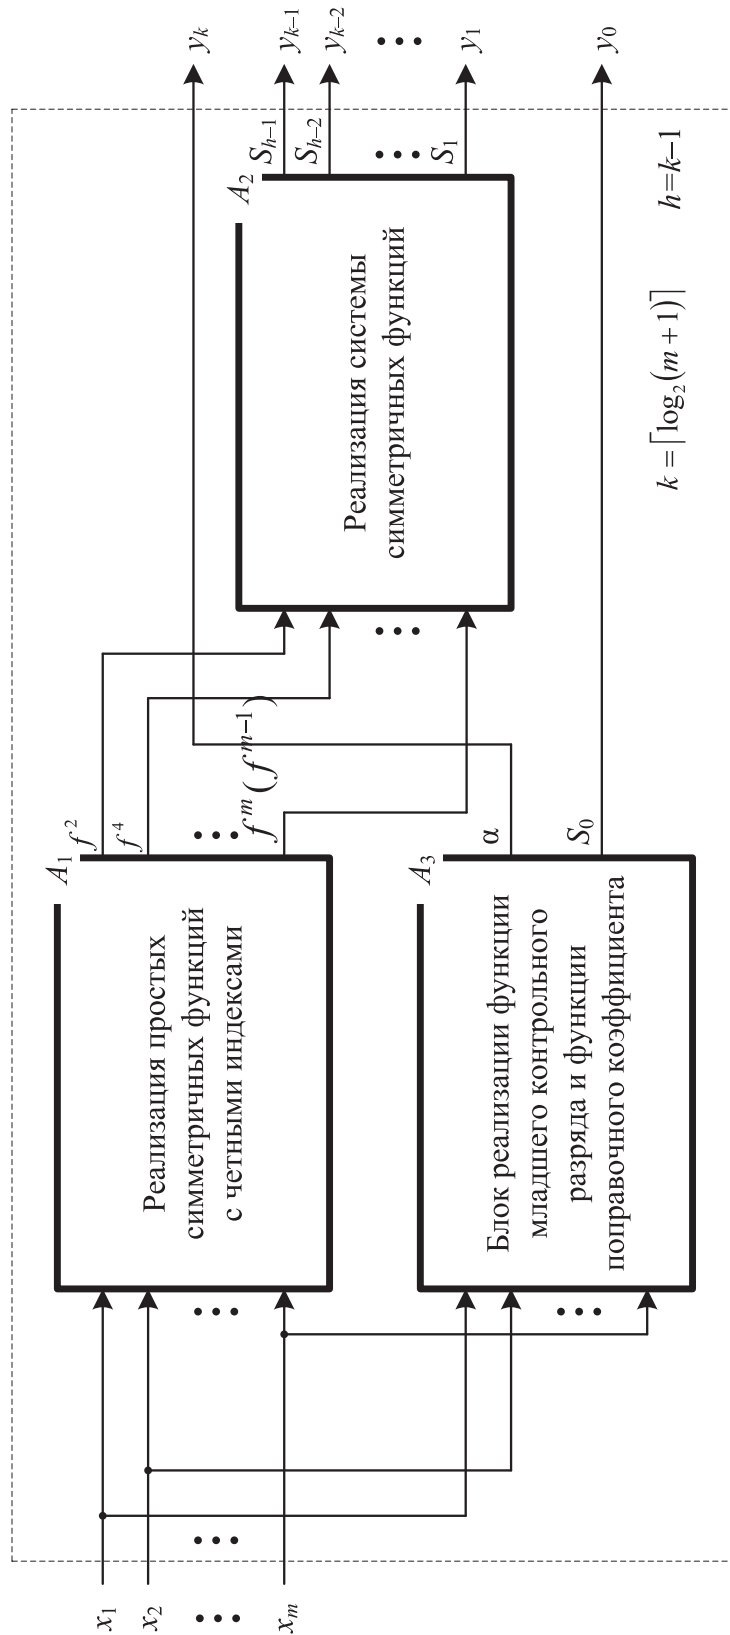 x₁
x₂
•••
xₘ
•••
A₁
Реализация простых
симметричных функций
с четными индексами
•••
f²
f⁴
•••
fᵐ (fᵐ⁻¹)
A₃
Блок реализации функции
младшего контрольного
разряда и функции
поправочного коэффициента
•••
α
S₀
A₂
Реализация системы
симметричных функций
•••
Sₕ₋₁
Sₕ₋₂
•••
S₁
yₖ
yₖ₋₁
yₖ₋₂
•••
y₁
y₀
k = ⌈log₂(m + 1)⌉ h=k–1